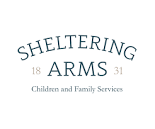 SHELTERING
18 ARMS 31
Children and Family Services